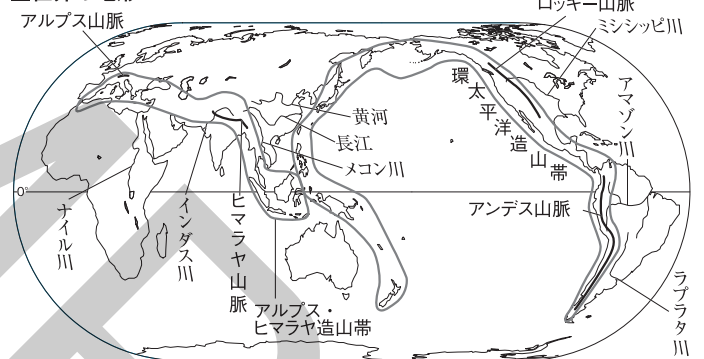 ロッキー山脈
アルプス山脈
ミシシッピ川
環太平洋造山帯
アマゾン川
黄河
長江
メコン川
0°
ナイル川
インダス川
ヒマラヤ山脈
アンデス山脈
アルプス・
ヒマラヤ造山帯
ラプラタ川